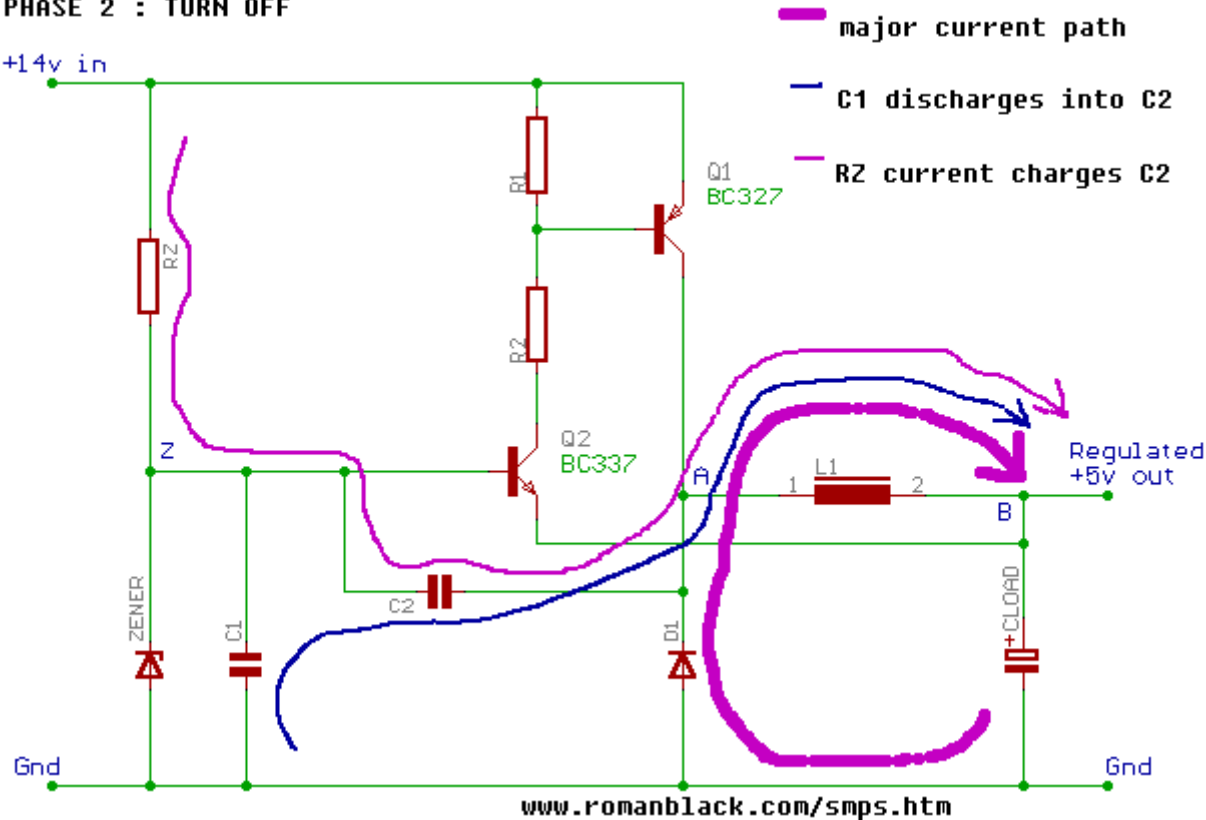 PHASE 2 : TURN OFF
major current path
+14v in
C1 discharges into C2
RZ current charges C2
R1
Q1
BC327
RZ
R2
Z
Q2
BC337
A
1
L1
2
Regulated
+5v out
B
ZENER
C1
C2
D1
+CLOAD
Gnd
Gnd
www.romanblack.com/smps.htm